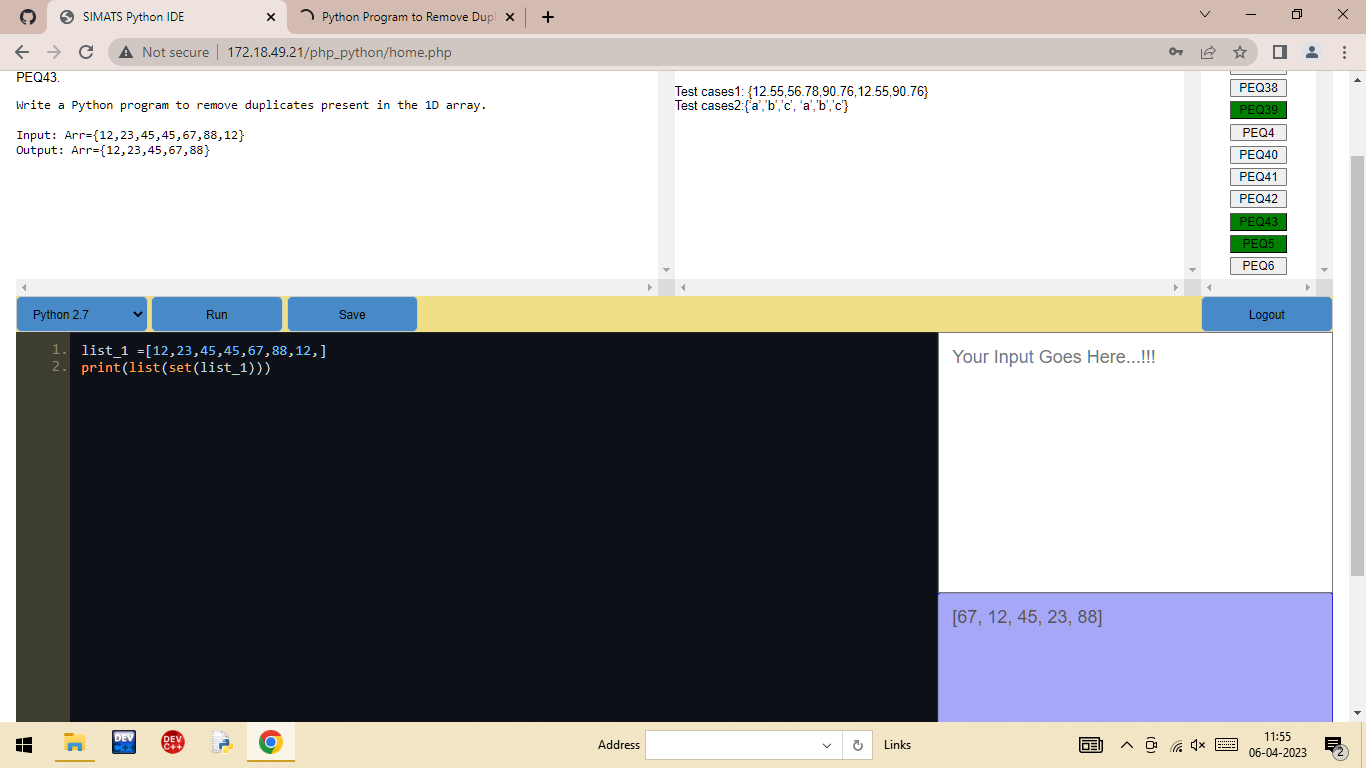 SIMATS Python IDE
Python Program to Remove Dup
Not secure
172.18.49.21/php_python/home.php
PEQ43.
Write a Python program to remove duplicates present in the 1D array.
Input: Arr={12,23,45,45,67,88,12}
Output: Arr={12,23,45,67,88}
Test cases1: {12.55,56.78,90.76,12.55,90.76}
Test cases2:{‘a’,’b’,’c’, ‘a’,’b’,’c’}
PEQ38
PEQ39
PEQ4
PEQ40
PEQ41
PEQ42
PEQ43
PEQ5
PEQ6
Python 2.7
Run
Save
Logout
1. list_1 =[12,23,45,45,67,88,12,]
2. print(list(set(list_1)))
Your Input Goes Here...!!!
[67, 12, 45, 23, 88]
DEV C++
DEV C++
Address
Links
11:55
06-04-2023
2